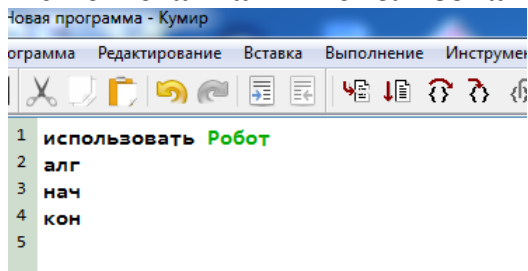 Новая программа - Кумир
ограмма Редактирование Вставка Выполнение Инструмен
1 использовать Робот
2 алг
3 нач
4 кон
5